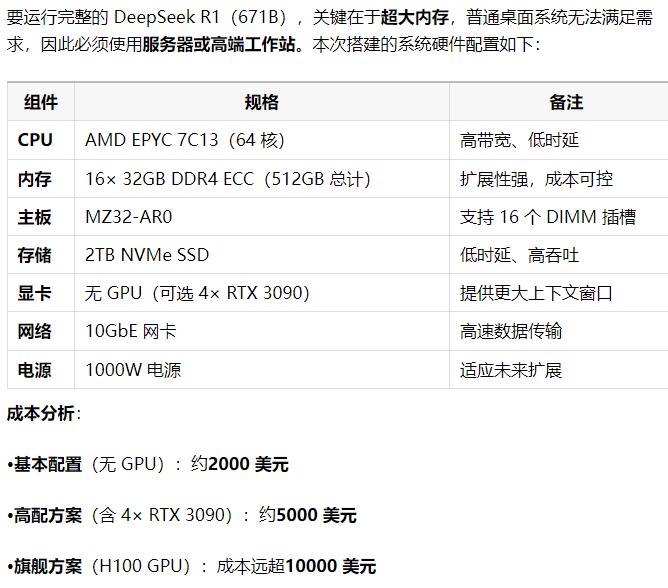 要运行完整的 DeepSeek R1（671B），关键在于超大内存，普通桌面系统无法满足需
求，因此必须使用服务器或高端工作站。本次搭建的系统硬件配置如下：
组件 规格 备注
CPU AMD EPYC 7C13（64 核） 高带宽、低时延
内存 16× 32GB DDR4 ECC（512GB 总计） 扩展性强，成本可控
主板 MZ32-AR0 支持 16 个 DIMM 插槽
存储 2TB NVMe SSD 低时延、高吞吐
显卡 无 GPU（可选 4× RTX 3090） 提供更大上下文窗口
网络 10GbE 网卡 高速数据传输
电源 1000W 电源 适应未来扩展
成本分析：
•基本配置（无 GPU）：约2000 美元
•高配方案（含 4× RTX 3090）：约5000 美元
•旗舰方案（H100 GPU）：成本远超10000 美元